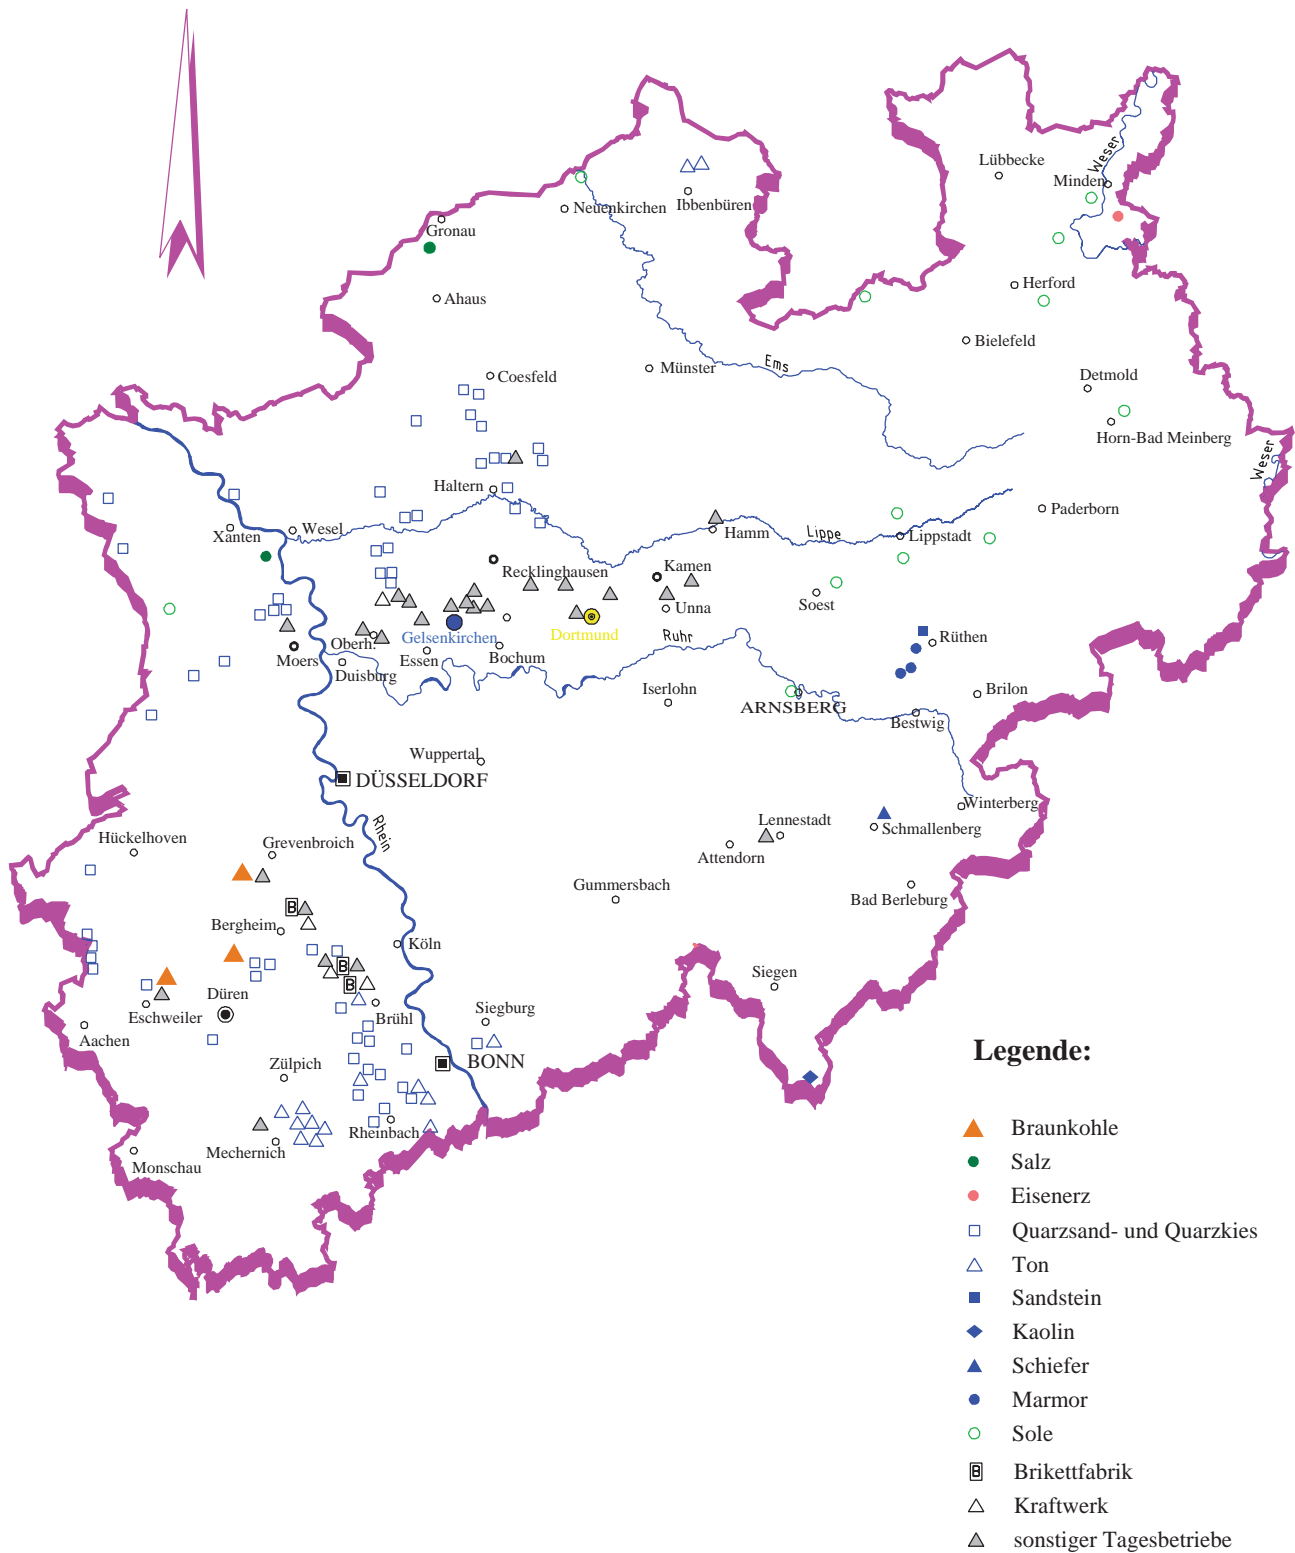 Weser
Lübbecke
Minden
Ibbenbüren
Neuenkirchen
Gronau
Herford
Ahaus
Bielefeld
Ems
Münster
Coesfeld
Detmold
Horn-Bad Meinberg
Weser
Haltern
Paderborn
Xanten
Wesel
Hamm
Lippe
Lippstadt
Recklinghausen
Kamen
Soest
Unna
Gelsenkirchen
Dortmund
Ruhr
Rüthen
Oberh.
Moers
Essen
Bochum
Duisburg
Iserlohn
Brilon
ARNSBERG
Bestwig
Wuppertal
DÜSSELDORF
Winterberg
Rhein
Lennestadt
Schmallenberg
Hückelhoven
Grevenbroich
Attendorn
Gummersbach
Bad Berleburg
B
Bergheim
Köln
B
Siegen
B
Düren
Eschweiler
Brühl
Siegburg
Aachen
BONN
Zülpich
Rheinbach
Mechernich
Monschau
Legende:
Braunkohle
Salz
Eisenerz
Quarzsand- und Quarzkies
Ton
Sandstein
Kaolin
Schiefer
Marmor
Sole
B Brikettfabrik
Kraftwerk
sonstiger Tagesbetriebe